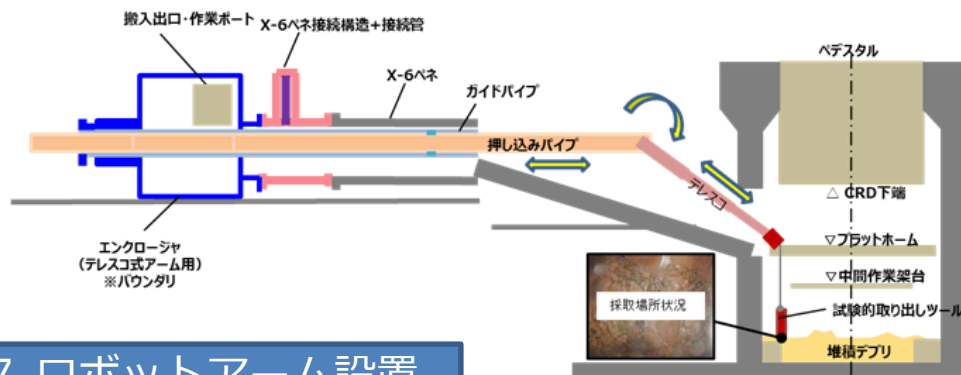 搬入出口・作業ポート
X-6ペネ接続構造+接続管
X-6ペネ
ガイドパイプ
押し込みパイプ
テレスコ
ペデスタル
△ CRD下端
▽プラットホーム
▽中間作業架台
試験的取り出しツール
堆積デブリ
採取場所状況
エンクロージャ
(テレスコ式アーム用)
※バウンダリ
ロボットアーム設置